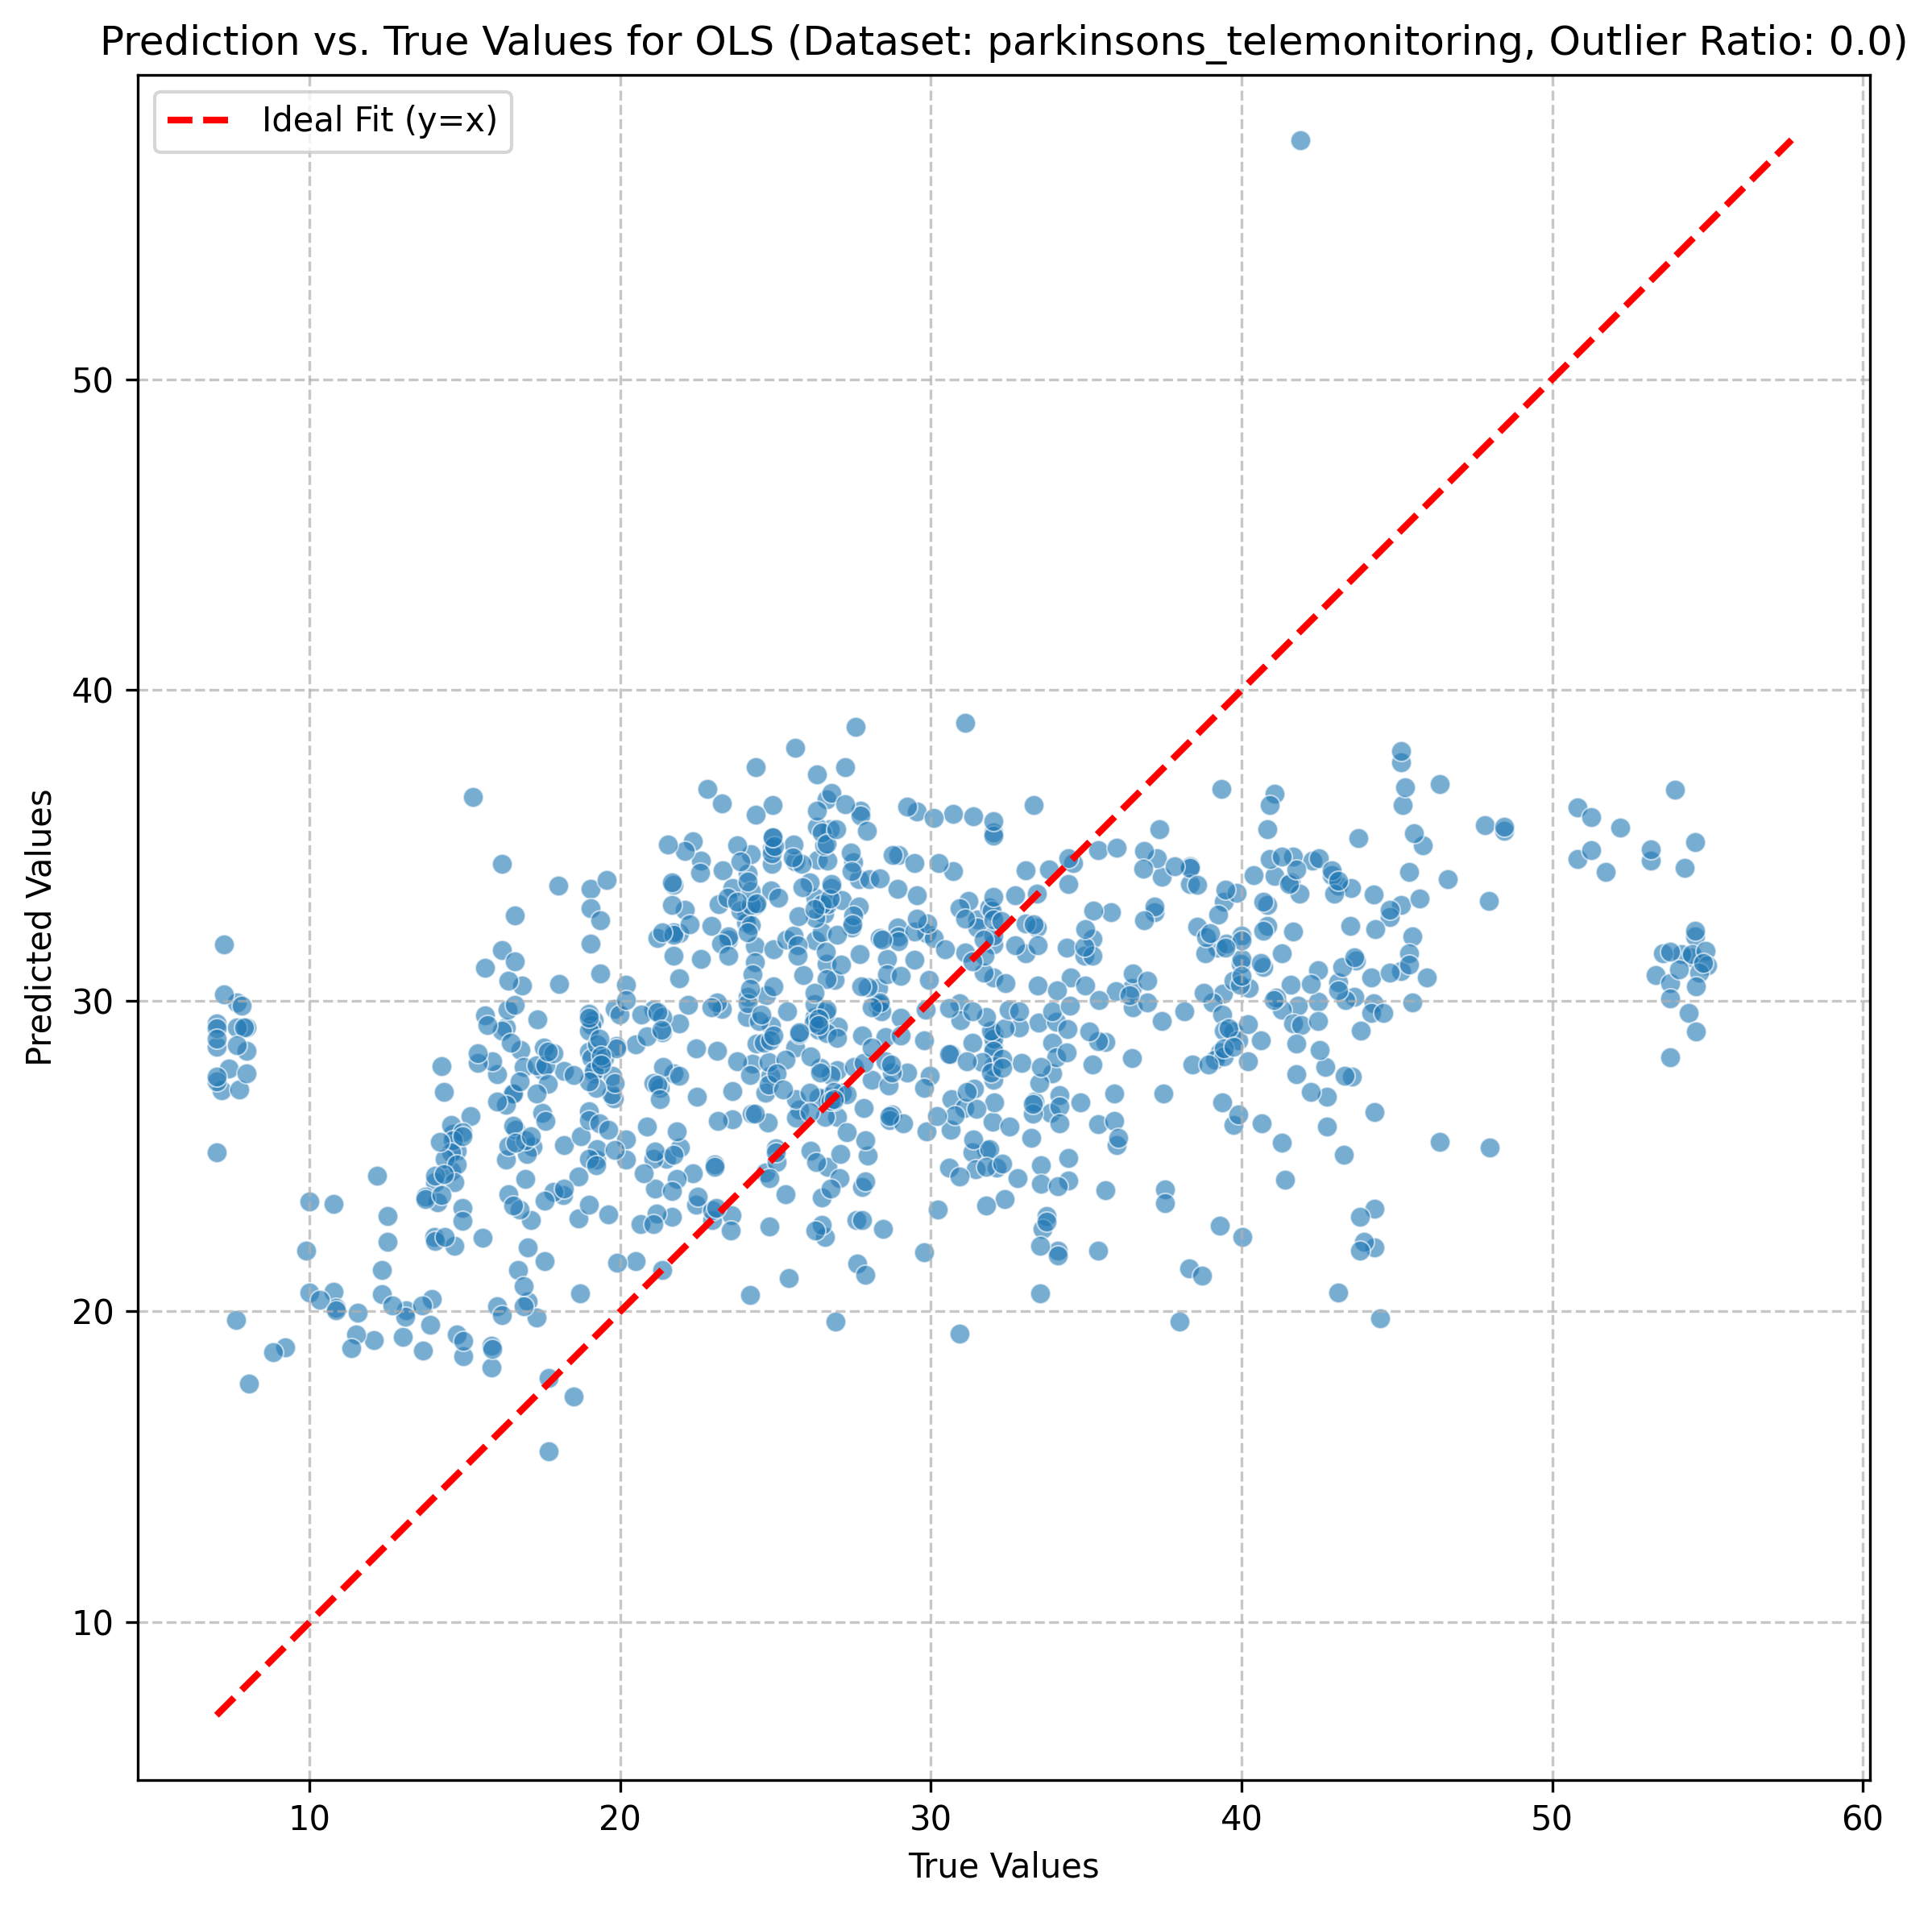 Prediction vs. True Values for OLS (Dataset: parkinsons_telemonitoring, Outlier Ratio: 0.0)
Ideal Fit (y=x)
Predicted Values
50
40
30
20
10
10 20 30 40 50 60
True Values